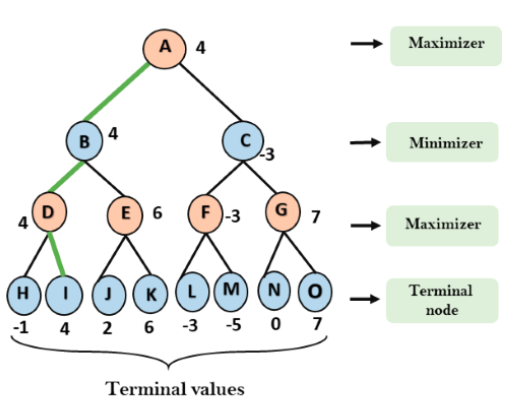 A 4 Maximizer
B 4 C -3 Minimizer
4 D E 6 F -3 G 7 Maximizer
H I J K L M N O Terminal
node
-1 4 2 6 -3 -5 0 7
Terminal values